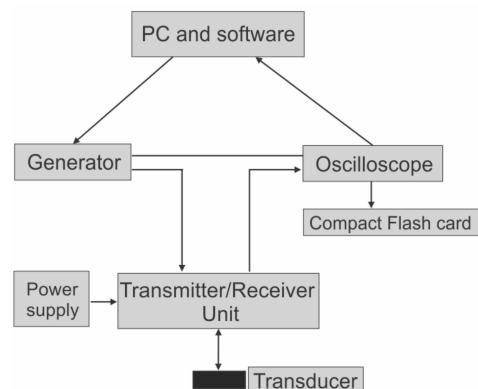 PC and software
Generator
Oscilloscope
Compact Flash card
Power
supply
Transmitter/Receiver
Unit
Transducer